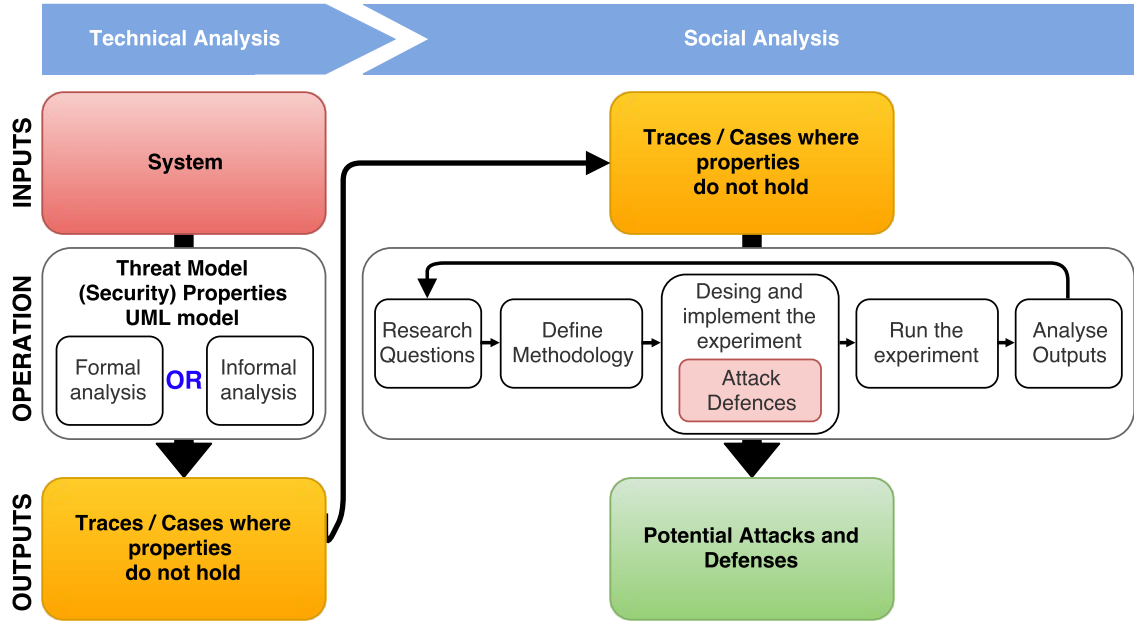 Technical Analysis
Social Analysis
INPUTS
System
Traces / Cases where
properties
do not hold
OPERATION
Threat Model
(Security) Properties
UML model
Formal
analysis
OR
Informal
analysis
Research
Questions
Define
Methodology
Desing and
implement the
experiment
Attack
Defences
Run the
experiment
Analyse
Outputs
OUTPUTS
Traces / Cases where
properties
do not hold
Potential Attacks and
Defenses